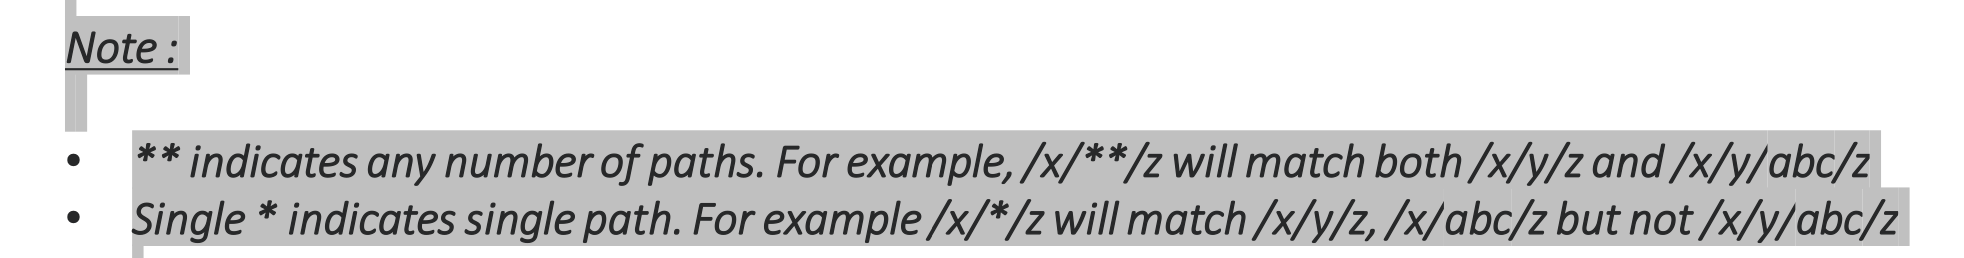 Note :
• ** indicates any number of paths. For example, /x/**/z will match both /x/y/z and /x/y/abc/z
• Single * indicates single path. For example /x/*/z will match /x/y/z, /x/abc/z but not /x/y/abc/z